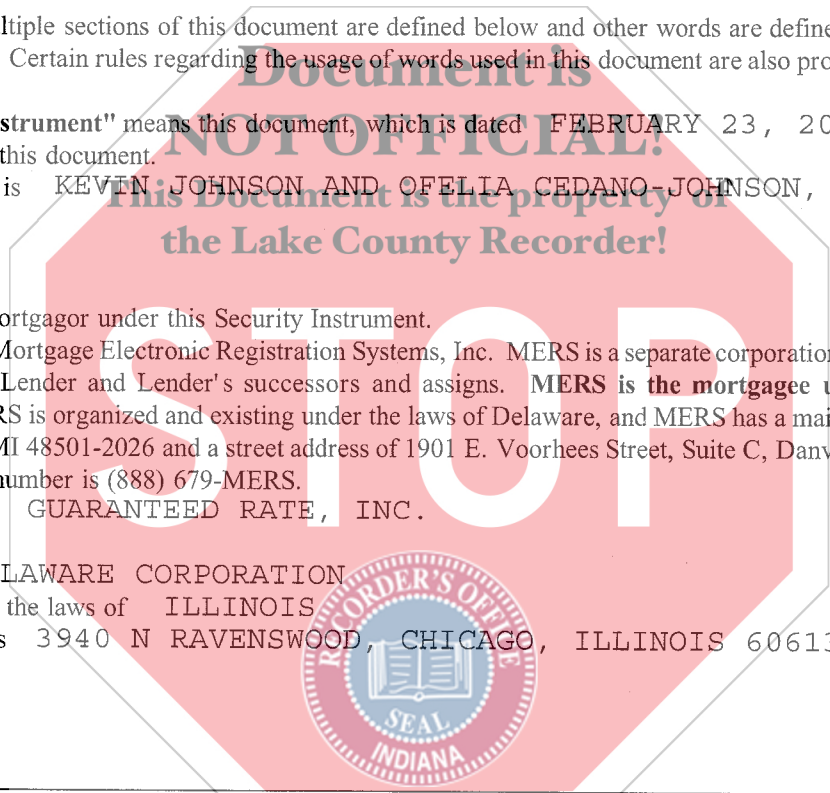 ltiple sections of this document are defined below and other words are define
Certain rules regarding the usage of words used in this document are also pro
Document is
strument" means this document, which is dated FEBRUARY 23, 20
NOT OFFICIAL!
this document.
is KEVIN JOHNSON AND OFELIA CEDANO-JOHNSON,
This Document is the property of
the Lake County Recorder!
ortgagor under this Security Instrument.
STOP
Mortgage Electronic Registration Systems, Inc. MERS is a separate corporation
Lender and Lender's successors and assigns. MERS is the mortgagee u
RS is organized and existing under the laws of Delaware, and MERS has a mai
MI 48501-2026 and a street address of 1901 E. Voorhees Street, Suite C, Danv
number is (888) 679-MERS.
GUARANTEED RATE, INC.
LAWARE CORPORATION
the laws of ILLINOIS
s 3940 N RAVENSWOOD, CHICAGO, ILLINOIS 60613
RECORDER'S OFFICE
SEAL
INDIANA